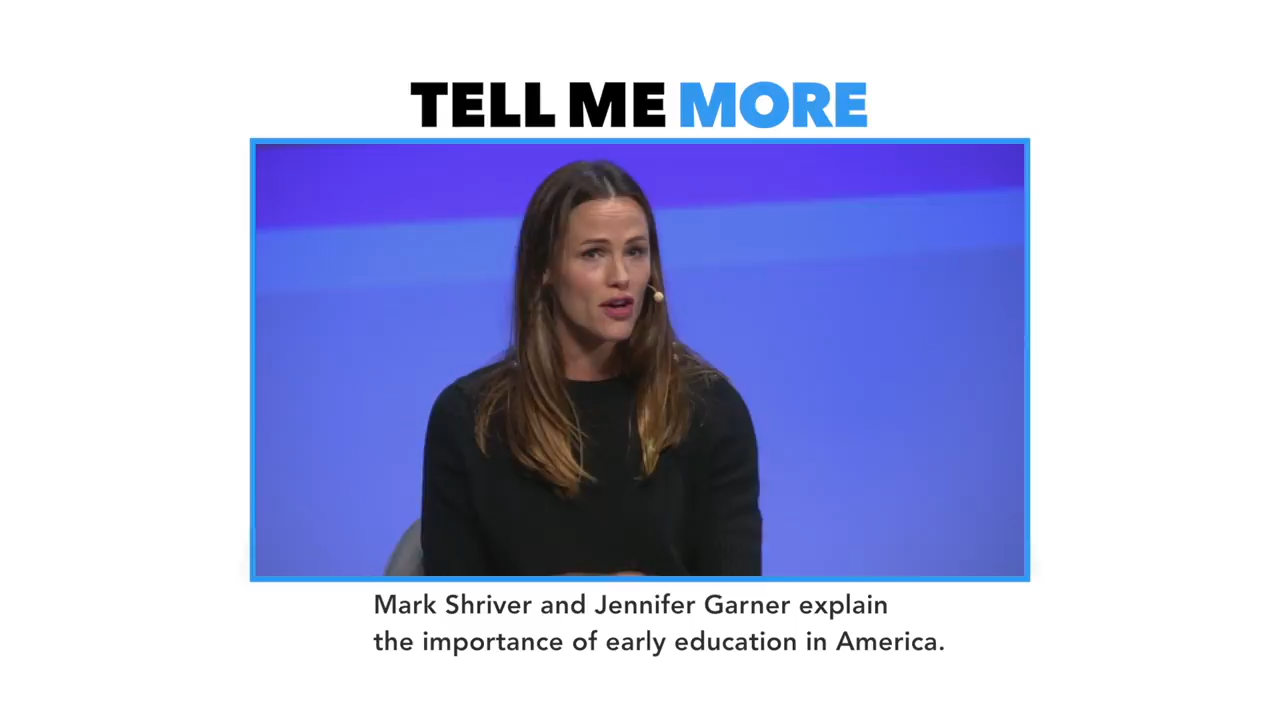 TELL ME MORE
Mark Shriver and Jennifer Garner explain
the importance of early education in America.